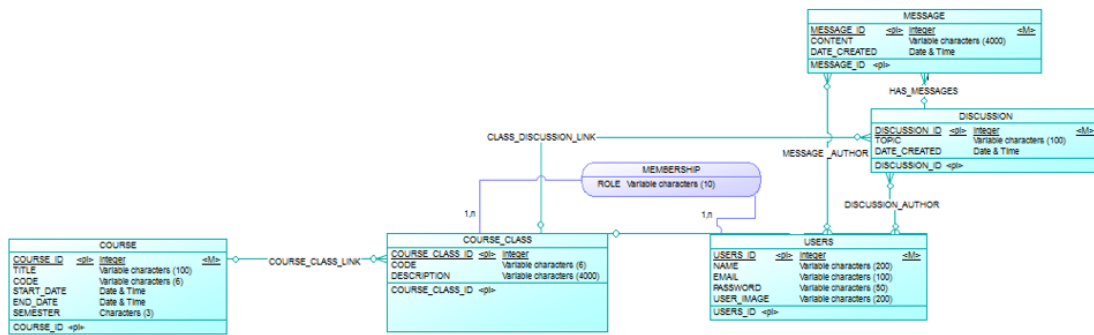 MESSAGE
MESSAGE_ID <pi> Integer <M>
CONTENT Variable characters (4000)
DATE_CREATED Date & Time
MESSAGE_ID <pi>
HAS_MESSAGES
DISCUSSION
DISCUSSION_ID <pi> Integer <M>
TOPIC Variable characters (100)
DATE_CREATED Date & Time
DISCUSSION_ID <pi>
CLASS_DISCUSSION_LINK
MESSAGE_AUTHOR
DISCUSSION_AUTHOR
MEMBERSHIP
ROLE Variable characters (10)
1,n
1,n
COURSE
COURSE_ID <pi> Integer <M>
TITLE Variable characters (100)
CODE Variable characters (6)
START_DATE Date & Time
END_DATE Date & Time
SEMESTER Characters (3)
COURSE_ID <pi>
COURSE_CLASS_LINK
COURSE_CLASS
COURSE_CLASS_ID <pi> Integer
CODE Variable characters (6)
DESCRIPTION Variable characters (4000)
COURSE_CLASS_ID <pi>
USERS
USERS_ID <pi> Integer <M>
NAME Variable characters (200)
EMAIL Variable characters (100)
PASSWORD Variable characters (50)
USER_IMAGE Variable characters (200)
USERS_ID <pi>